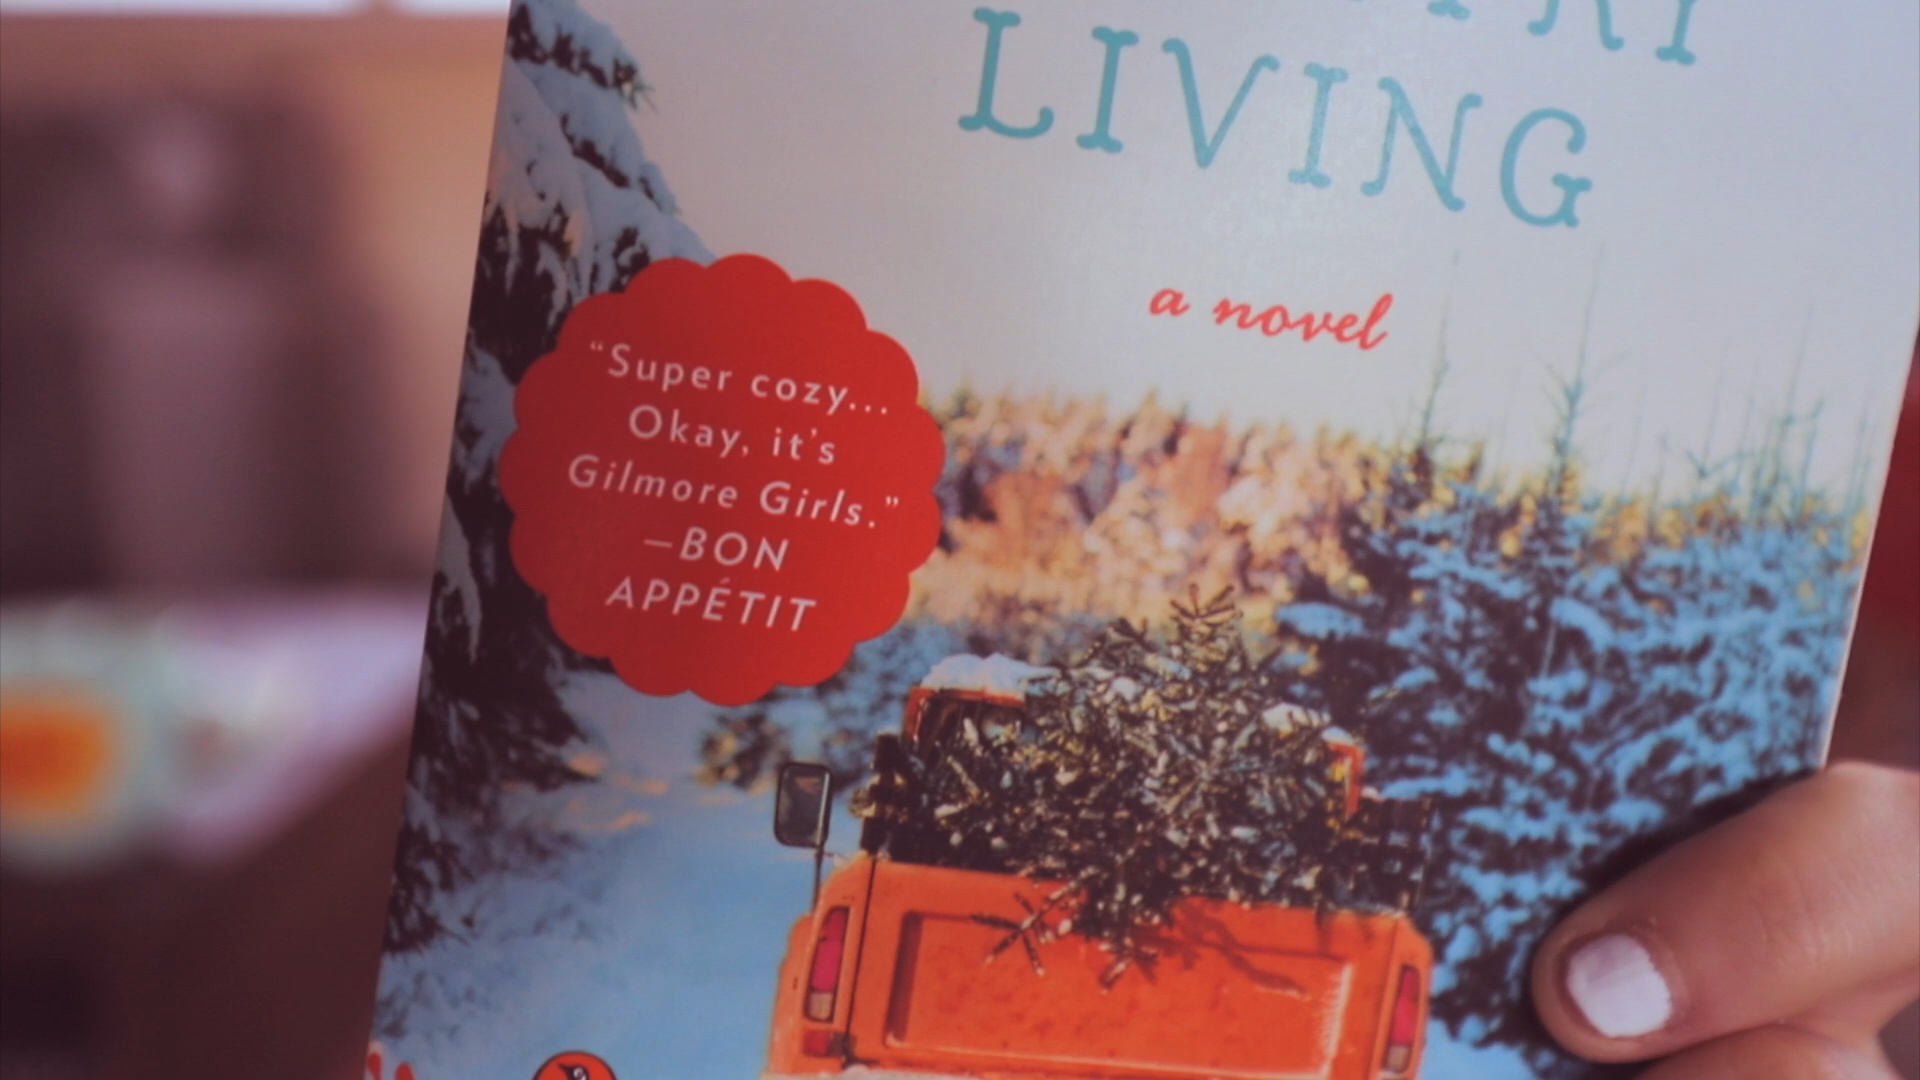 LIVING
a novel
“Super cozy...
Okay, it’s
Gilmore Girls.”
—BON
APPÉTIT